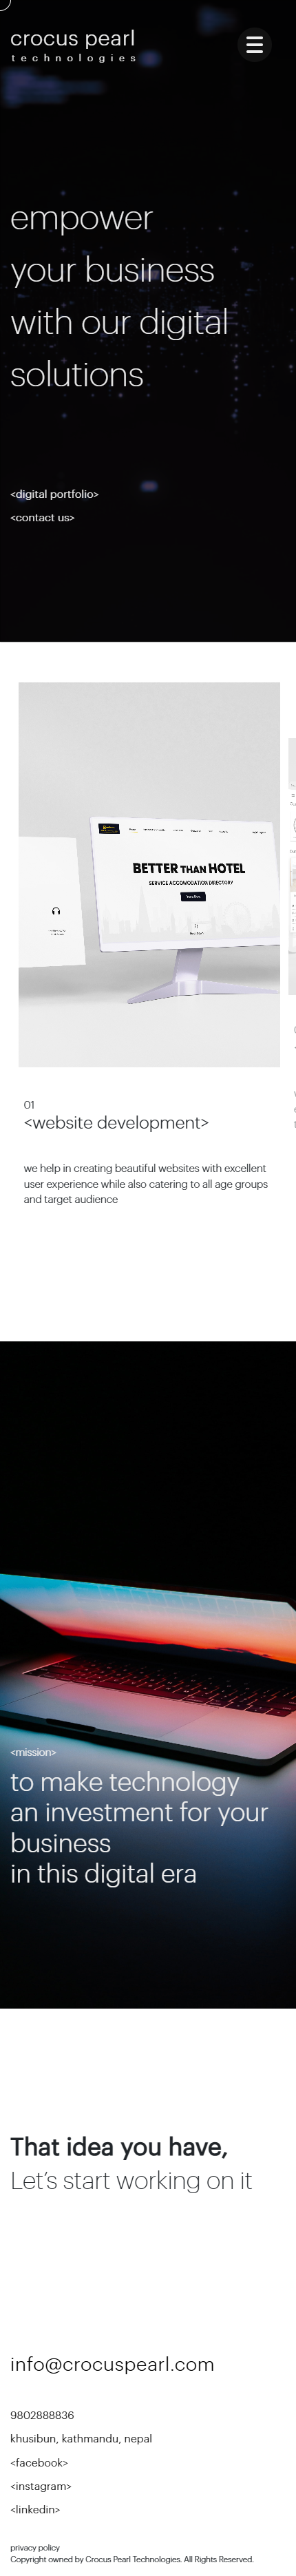 crocus pearl
technologies
empower
your business
with our digital
solutions
<digital portfolio>
<contact us>
BETTER THAN HOTEL
SERVICE ACCOMODATION DIRECTORY
01
<website development>
we help in creating beautiful websites with excellent
user experience while also catering to all age groups
and target audience
<mission>
to make technology
an investment for your
business
in this digital era
That idea you have,
Let's start working on it
info@crocuspearl.com
9802888836
khusibun, kathmandu, nepal
<facebook>
<instagram>
<linkedin>
privacy policy
Copyright owned by Crocus Pearl Technologies. All Rights Reserved.